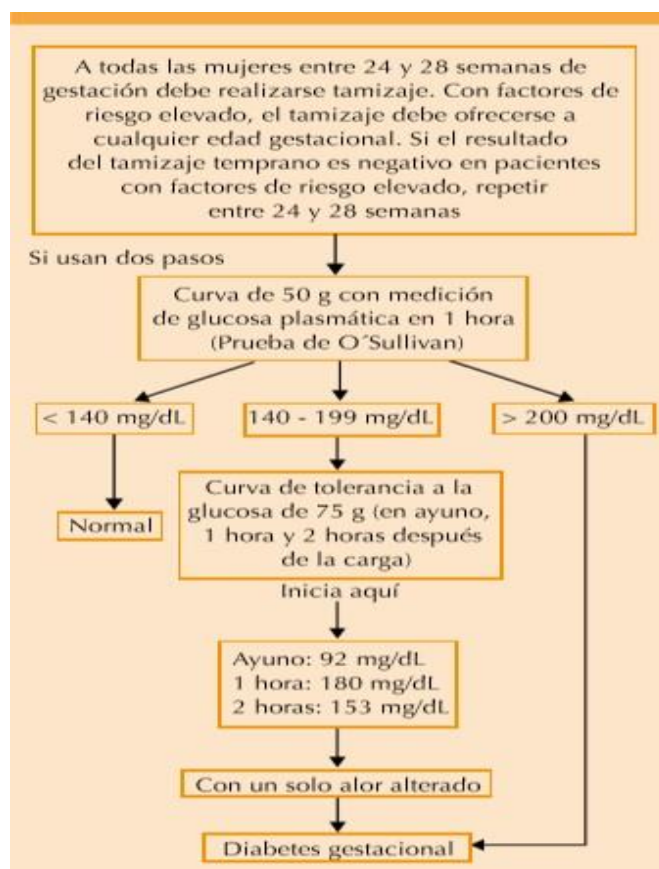 A todas las mujeres entre 24 y 28 semanas de
gestación debe realizarse tamizaje. Con factores de
riesgo elevado, el tamizaje debe ofrecerse a
cualquier edad gestacional. Si el resultado
del tamizaje temprano es negativo en pacientes
con factores de riesgo elevado, repetir
entre 24 y 28 semanas
Si usan dos pasos
Curva de 50 g con medición
de glucosa plasmática en 1 hora
(Prueba de O´Sullivan)
< 140 mg/dL
140 - 199 mg/dL
> 200 mg/dL
Normal
Curva de tolerancia a la
glucosa de 75 g (en ayuno,
1 hora y 2 horas después
de la carga)
Inicia aquí
Ayuno: 92 mg/dL
1 hora: 180 mg/dL
2 horas: 153 mg/dL
Con un solo alor alterado
Diabetes gestacional